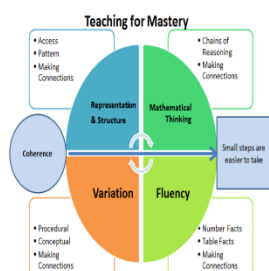 Teaching for Mastery
• Access
• Pattern
• Making
Connections
• Chains of
Reasoning
• Making
Connections
Representation
& Structure
Mathematical
Thinking
Coherence
Small steps are
easier to take
Variation
Fluency
• Procedural
• Conceptual
• Making
Connections
• Number Facts
• Table Facts
• Making
Connections